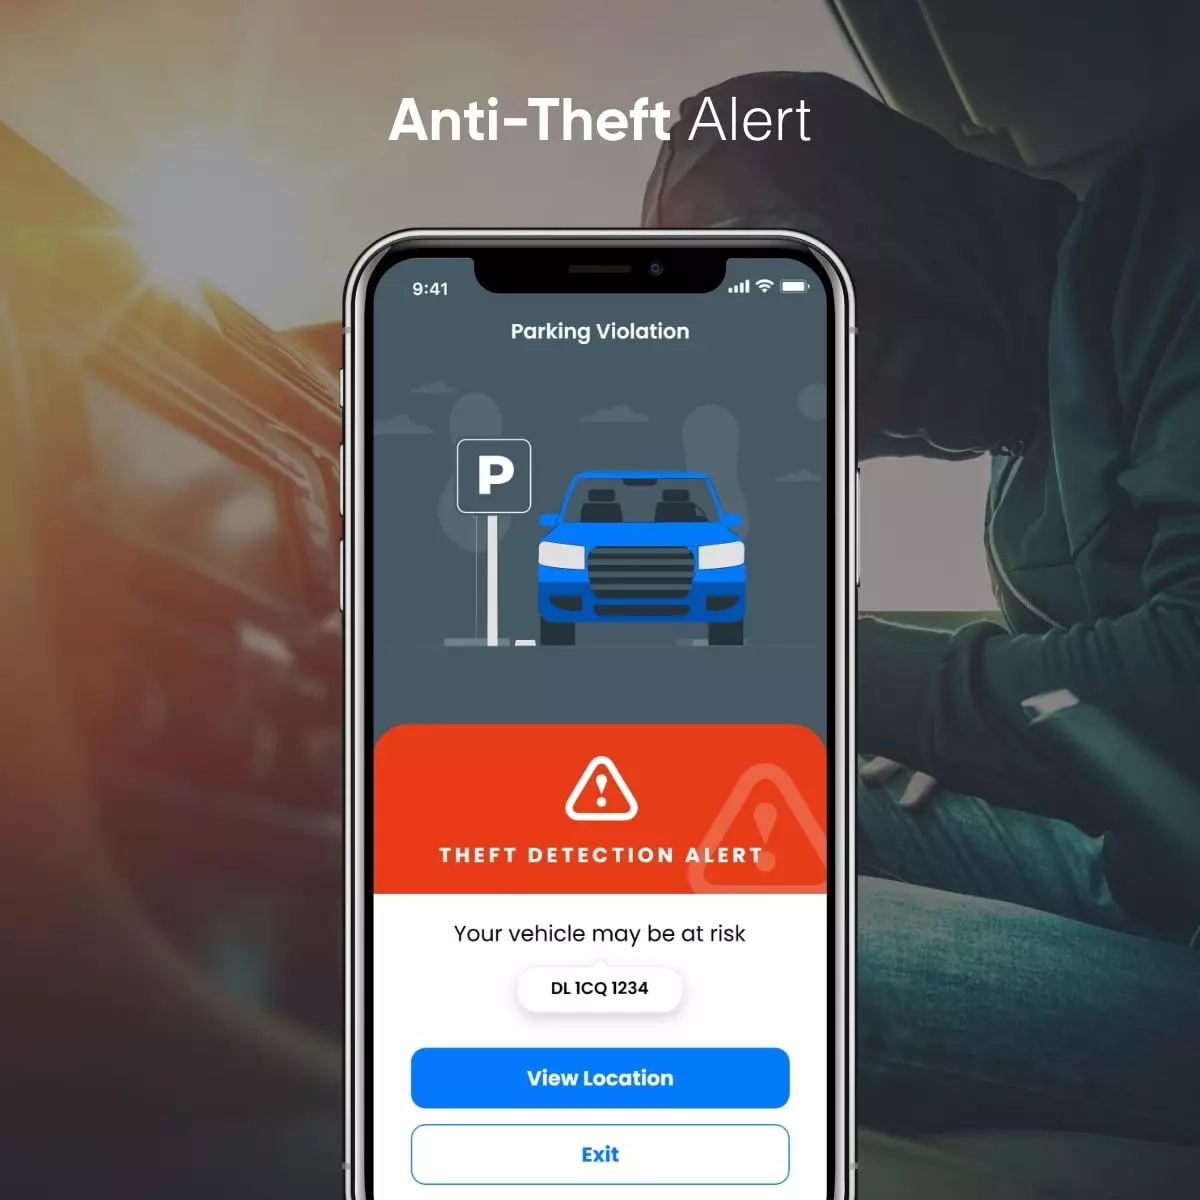 Anti-Theft Alert
9:41
Parking Violation
P
THEFT DETECTION ALERT
Your vehicle may be at risk
DL 1CQ 1234
View Location
Exit